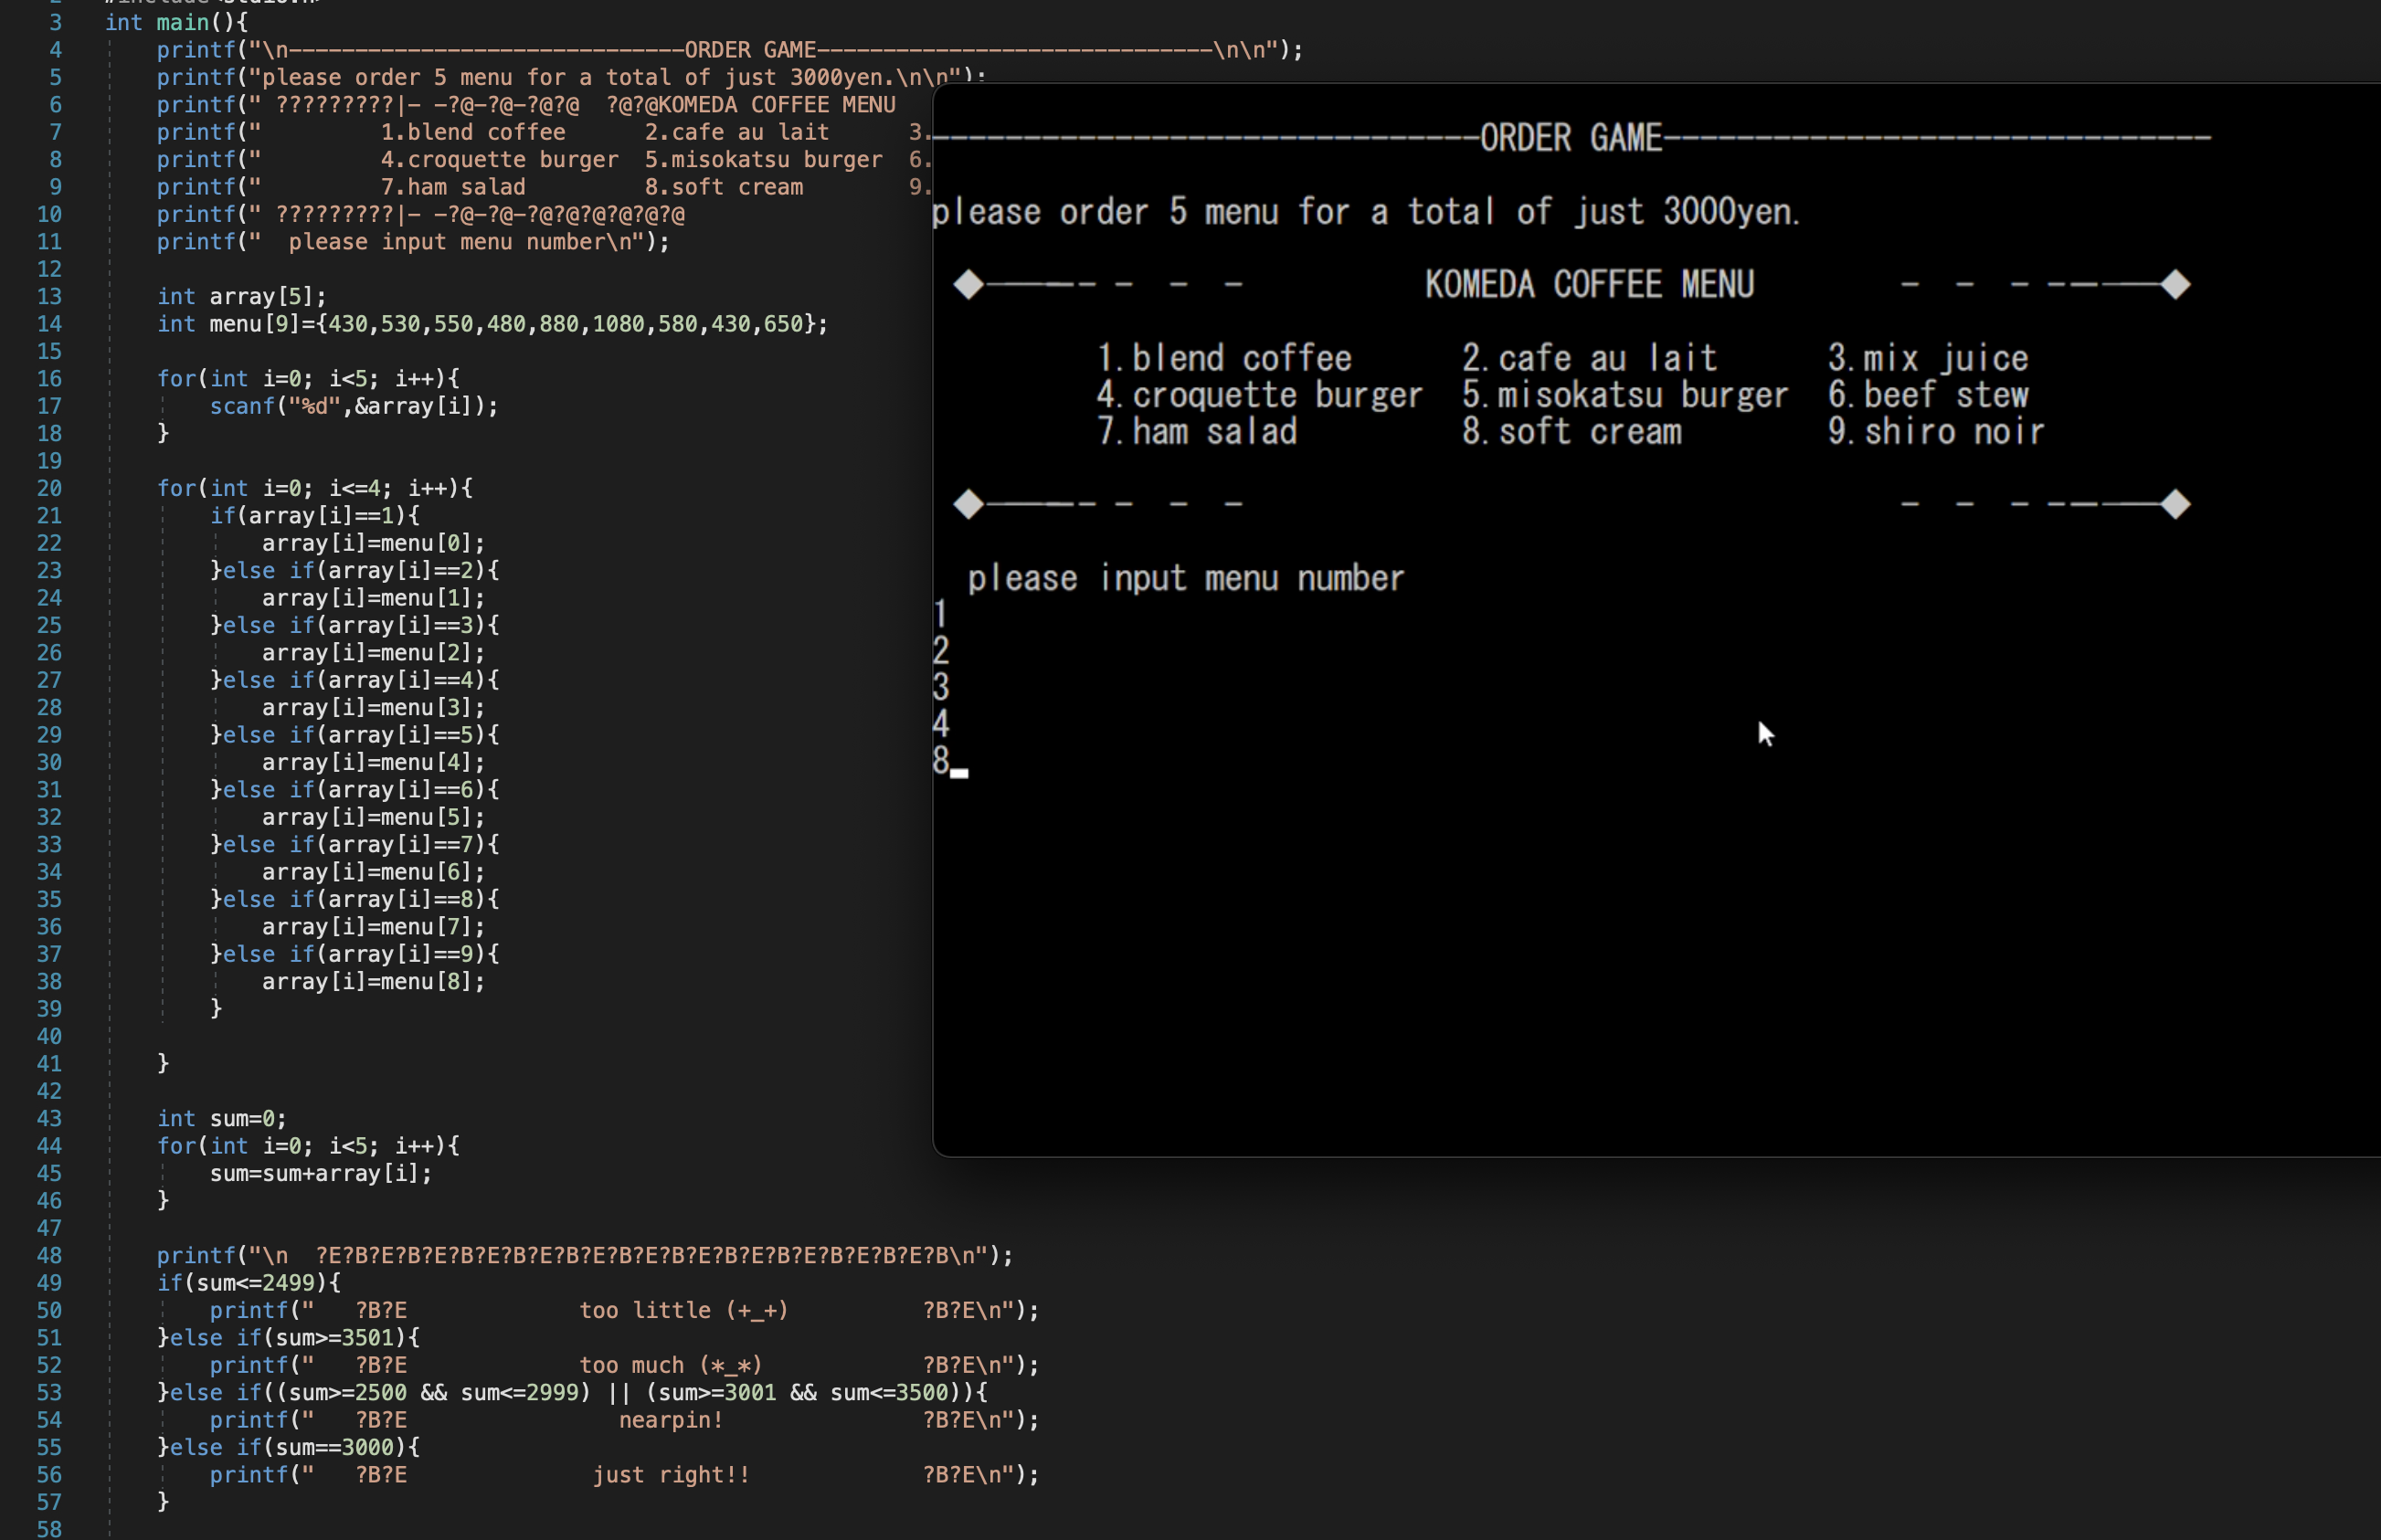 2
3 int main(){
4 printf("\n------------------------------ORDER GAME------------------------------\n\n");
5 printf("please order 5 menu for a total of just 3000yen.\n\n");
6 printf(" ?????????|- -?@-?@-?@?@  ?@?@KOMEDA COFFEE MENU
7 printf("         1.blend coffee      2.cafe au lait      3.
8 printf("         4.croquette burger  5.misokatsu burger  6.
9 printf("         7.ham salad         8.soft cream        9.
10 printf(" ?????????|- -?@-?@-?@?@?@?@?@?@
11 printf("  please input menu number\n");
12
13 int array[5];
14 int menu[9]={430,530,550,480,880,1080,580,430,650};
15
16 for(int i=0; i<5; i++){
17 scanf("%d",&array[i]);
18 }
19
20 for(int i=0; i<=4; i++){
21 if(array[i]==1){
22 array[i]=menu[0];
23 }else if(array[i]==2){
24 array[i]=menu[1];
25 }else if(array[i]==3){
26 array[i]=menu[2];
27 }else if(array[i]==4){
28 array[i]=menu[3];
29 }else if(array[i]==5){
30 array[i]=menu[4];
31 }else if(array[i]==6){
32 array[i]=menu[5];
33 }else if(array[i]==7){
34 array[i]=menu[6];
35 }else if(array[i]==8){
36 array[i]=menu[7];
37 }else if(array[i]==9){
38 array[i]=menu[8];
39 }
40
41 }
42
43 int sum=0;
44 for(int i=0; i<5; i++){
45 sum=sum+array[i];
46 }
47
48 printf("\n  ?E?B?E?B?E?B?E?B?E?B?E?B?E?B?E?B?E?B?E?B?E?B?E?B\n");
49 if(sum<=2499){
50 printf("   ?B?E             too little (+_+)          ?B?E\n");
51 }else if(sum>=3501){
52 printf("   ?B?E             too much (*_*)            ?B?E\n");
53 }else if((sum>=2500 && sum<=2999) || (sum>=3001 && sum<=3500)){
54 printf("   ?B?E                nearpin!               ?B?E\n");
55 }else if(sum==3000){
56 printf("   ?B?E              just right!!             ?B?E\n");
57 }
58
------------------------------ORDER GAME------------------------------
please order 5 menu for a total of just 3000yen.
◆───-- - - - KOMEDA COFFEE MENU - - - --───◆
1.blend coffee 2.cafe au lait 3.mix juice
4.croquette burger 5.misokatsu burger 6.beef stew
7.ham salad 8.soft cream 9.shiro noir
◆───-- - - - - - - --───◆
please input menu number
1
2
3
4
8_